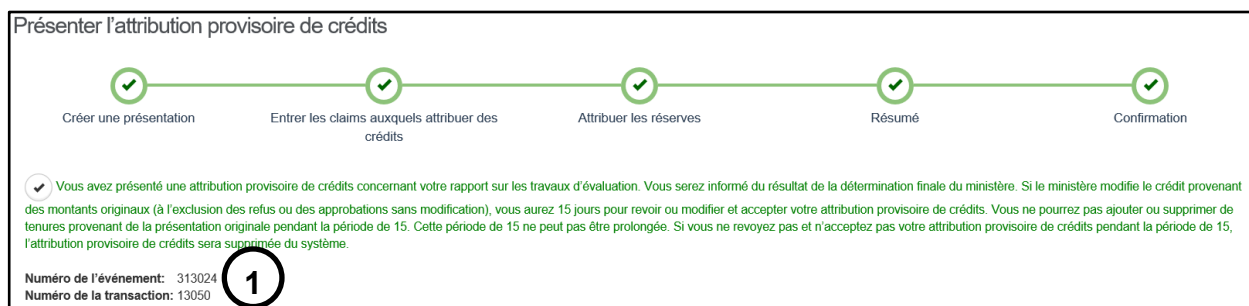 Présenter l’attribution provisoire de crédits
Créer une présentation
Entrer les claims auxquels attribuer des
crédits
Attribuer les réserves
Résumé
Confirmation
Vous avez présenté une attribution provisoire de crédits concernant votre rapport sur les travaux d’évaluation. Vous serez informé du résultat de la détermination finale du ministère. Si le ministère modifie le crédit provenant
des montants originaux (à l’exclusion des refus ou des approbations sans modification), vous aurez 15 jours pour revoir ou modifier et accepter votre attribution provisoire de crédits. Vous ne pourrez pas ajouter ou supprimer de
tenures provenant de la présentation originale pendant la période de 15. Cette période de 15 ne peut pas être prolongée. Si vous ne revoyez pas et n’acceptez pas votre attribution provisoire de crédits pendant la période de 15,
l’attribution provisoire de crédits sera supprimée du système.
Numéro de l’événement: 313024
Numéro de la transaction: 13050
1